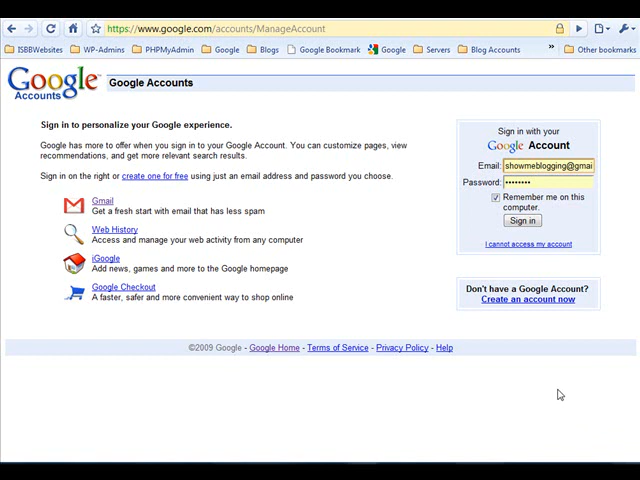 https://www.google.com/accounts/ManageAccount
ISBBWebsites WP-Admins PHPMyAdmin Google Blogs Google Bookmark Google Servers Blog Accounts » Other bookmarks
Google™ Accounts
Google Accounts
Sign in to personalize your Google experience.
Google has more to offer when you sign in to your Google Account. You can customize pages, view
recommendations, and get more relevant search results.
Sign in on the right or create one for free using just an email address and password you choose.
Gmail
Get a fresh start with email that has less spam
Web History
Access and manage your web activity from any computer
iGoogle
Add news, games and more to the Google homepage
Google Checkout
A faster, safer and more convenient way to shop online
Sign in with your
Google Account
Email: showmeblogging@gmai
Password: ••••••••
Remember me on this
computer.
Sign in
I cannot access my account
Don't have a Google Account?
Create an account now
©2009 Google - Google Home - Terms of Service - Privacy Policy - Help